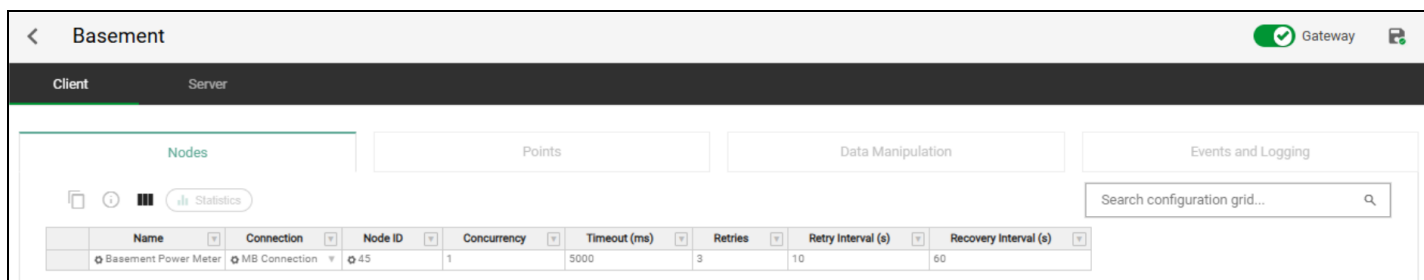 Basement Gateway
Client Server
Nodes Points Data Manipulation Events and Logging
Statistics Search configuration grid...
Name Connection Node ID Concurrency Timeout (ms) Retries Retry Interval (s) Recovery Interval (s)
Basement Power Meter MB Connection 45 1 5000 3 10 60